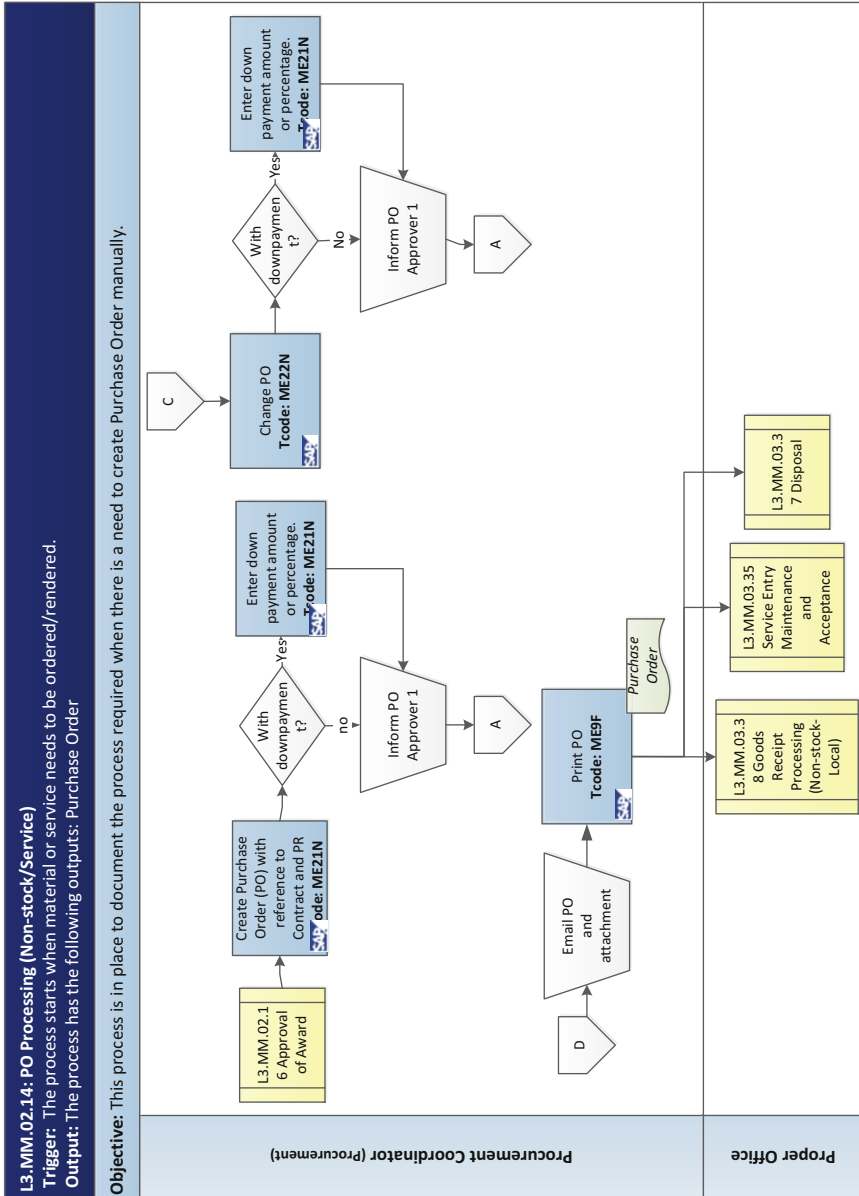 L3.MM.02.14: PO Processing (Non-stock/Service)
Trigger: The process starts when material or service needs to be ordered/rendered.
Output: The process has the following outputs: Purchase Order
Objective: This process is in place to document the process required when there is a need to create Purchase Order manually.
Procurement Coordinator (Procurement)
L3.MM.02.1
6 Approval
of Award
Create Purchase
Order (PO) with
reference to
Contract and PR
ode: ME21N
SAP
With
downpaymen
t?
Yes
no
Enter down
payment amount
or percentage.
Tcode: ME21N
SAP
Inform PO
Approver 1
A
C
Change PO
Tcode: ME22N
SAP
With
downpaymen
t?
Yes
No
Enter down
payment amount
or percentage.
Tcode: ME21N
SAP
Inform PO
Approver 1
A
D
Email PO
and
attachment
Print PO
Tcode: ME9F
SAP
Purchase
Order
Proper Office
L3.MM.03.3
8 Goods
Receipt
Processing
(Non-stock-
Local)
L3.MM.03.35
Service Entry
Maintenance
and
Acceptance
L3.MM.03.3
7 Disposal